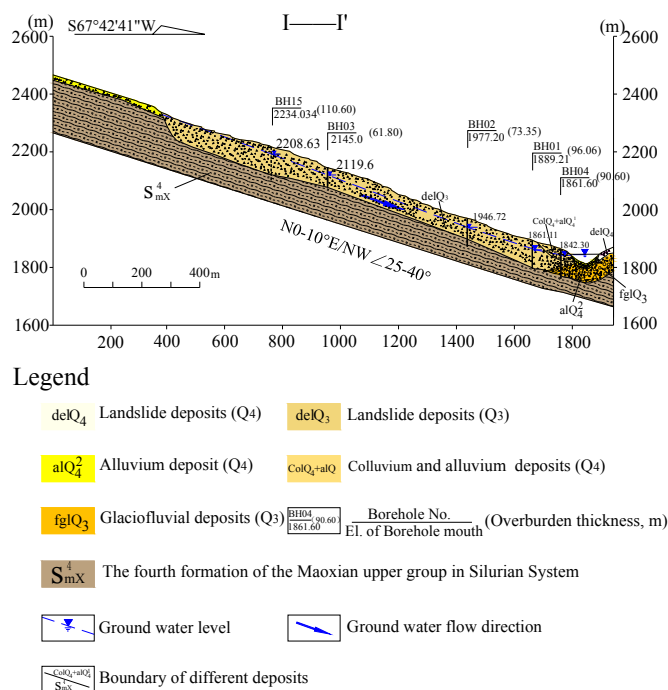 (m)
S67°42'41"W
I——I'
(m)
2600
2400
2200
2000
1800
1600
2600
2400
2200
2000
1800
1600
BH15
2234.034 (110.60)
BH03
2145.0 (61.80)
BH02
1977.20 (73.35)
BH01
1889.21 (96.06)
BH04
1861.60 (90.60)
2208.63
2119.6
1946.72
1861.11
1842.30
delQ3
ColQ4+alQ4
delQ4
S4mX
N0-10°E/NW∠25-40°
fglQ3
alQ4²
0 200 400m
0 200 400 600 800 1000 1200 1400 1600 1800
Legend
delQ4 Landslide deposits (Q4)
delQ3 Landslide deposits (Q3)
alQ4² Alluvium deposit (Q4)
ColQ4+alQ Colluvium and alluvium deposits (Q4)
fglQ3 Glaciofluvial deposits (Q3)
BH04
1861.60 (90.60)
Borehole No.
El. of Borehole mouth (Overburden thickness, m)
S4mX The fourth formation of the Maoxian upper group in Silurian System
Ground water level
Ground water flow direction
ColQ4+alQ4²
S4mX
Boundary of different deposits